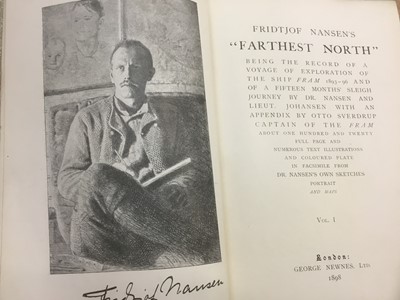 Fridtjof Nansen
FRIDTJOF NANSEN'S
"FARTHEST NORTH"
BEING THE RECORD OF A
VOYAGE OF EXPLORATION OF
THE SHIP FRAM 1893-96 AND
OF A FIFTEEN MONTHS' SLEIGH
JOURNEY BY DR. NANSEN AND
LIEUT. JOHANSEN WITH AN
APPENDIX BY OTTO SVERDRUP
CAPTAIN OF THE FRAM
ABOUT ONE HUNDRED AND TWENTY
FULL PAGE AND
NUMEROUS TEXT ILLUSTRATIONS
AND COLOURED PLATE
IN FACSIMILE FROM
DR. NANSEN'S OWN SKETCHES
PORTRAIT
AND MAPS
VOL. I
London:
GEORGE NEWNES, LTD.
1898